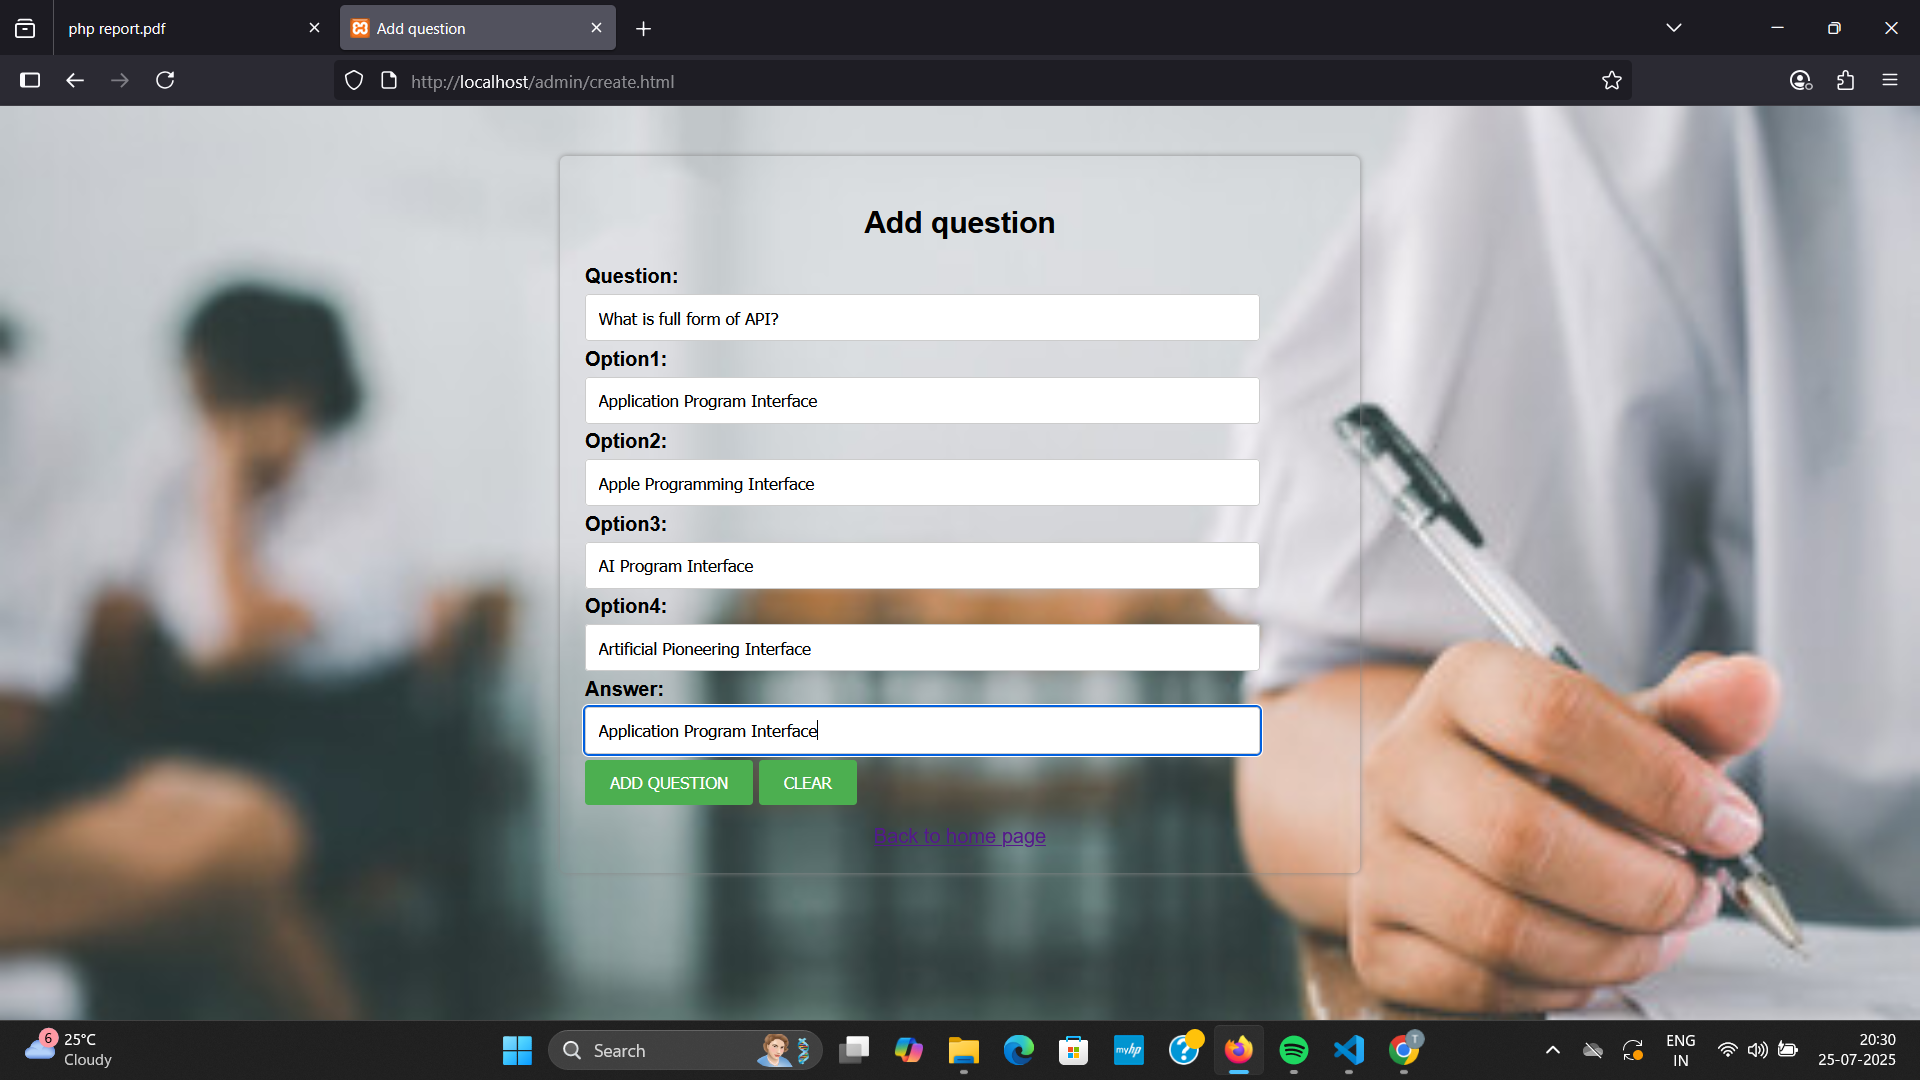 php report.pdf
Add question
http://localhost/admin/create.html
Add question
Question:
What is full form of API?
Option1:
Application Program Interface
Option2:
Apple Programming Interface
Option3:
AI Program Interface
Option4:
Artificial Pioneering Interface
Answer:
Application Program Interface
ADD QUESTION CLEAR
Back to home page
6
25°C
Cloudy
Search
myhp
T
ENG
IN
20:30
25-07-2025